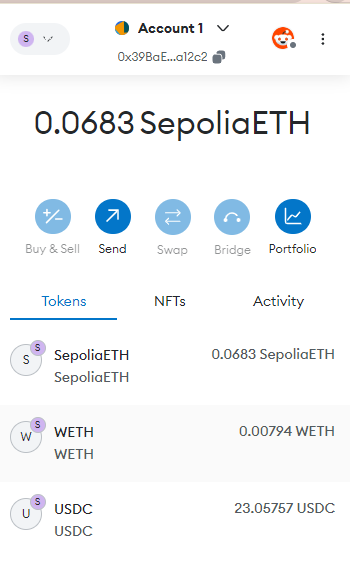 S
Account 1
0x39BaE...a12c2
0.0683 SepoliaETH
Buy & Sell
Send
Swap
Bridge
Portfolio
Tokens
NFTs
Activity
S
S
SepoliaETH
0.0683 SepoliaETH
SepoliaETH
W
S
WETH
0.00794 WETH
WETH
U
S
USDC
23.05757 USDC
USDC